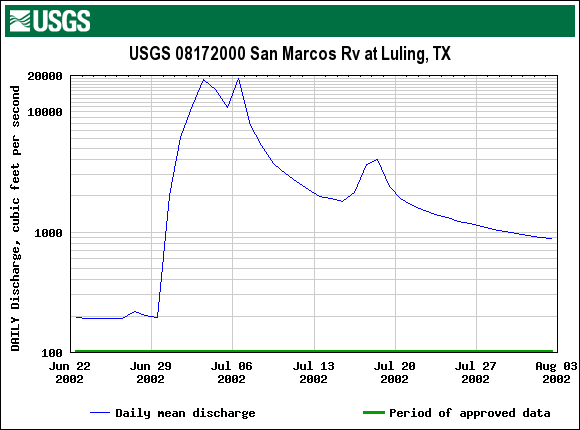 USGS
USGS 08172000 San Marcos Rv at Luling, TX
DAILY Discharge, cubic feet per second
20000
10000
1000
100
Jun 22 Jun 29 Jul 06 Jul 13 Jul 20 Jul 27 Aug 03
2002 2002 2002 2002 2002 2002 2002
Daily mean discharge Period of approved data